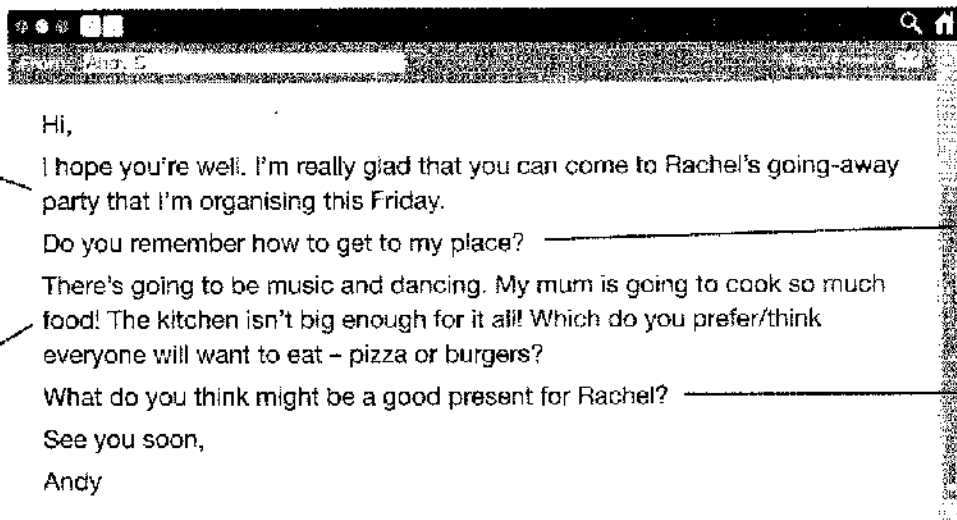 Hi,
I hope you're well. I'm really glad that you can come to Rachel's going-away
party that I'm organising this Friday.
Do you remember how to get to my place?
There's going to be music and dancing. My mum is going to cook so much
food! The kitchen isn't big enough for it all! Which do you prefer/think
everyone will want to eat – pizza or burgers?
What do you think might be a good present for Rachel?
See you soon,
Andy